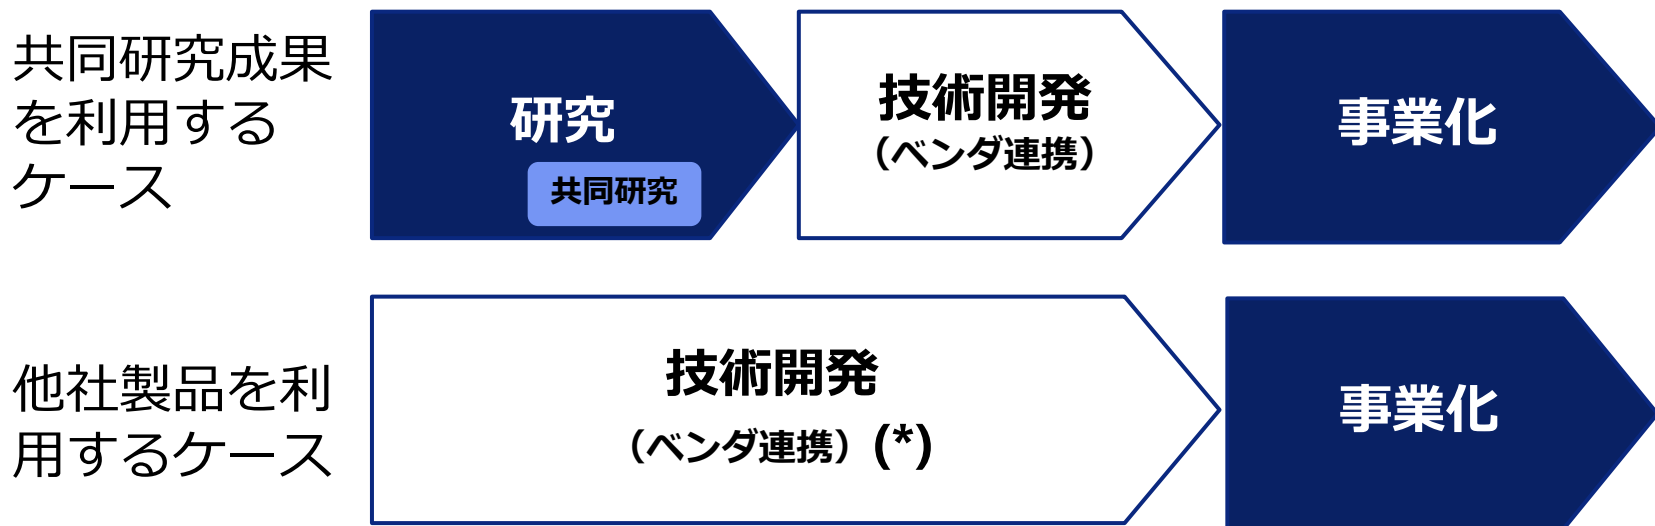 共同研究成果
を利用する
ケース
研究
共同研究
技術開発
（ベンダ連携）
事業化
他社製品を利
用するケース
技術開発
（ベンダ連携）(*)
事業化